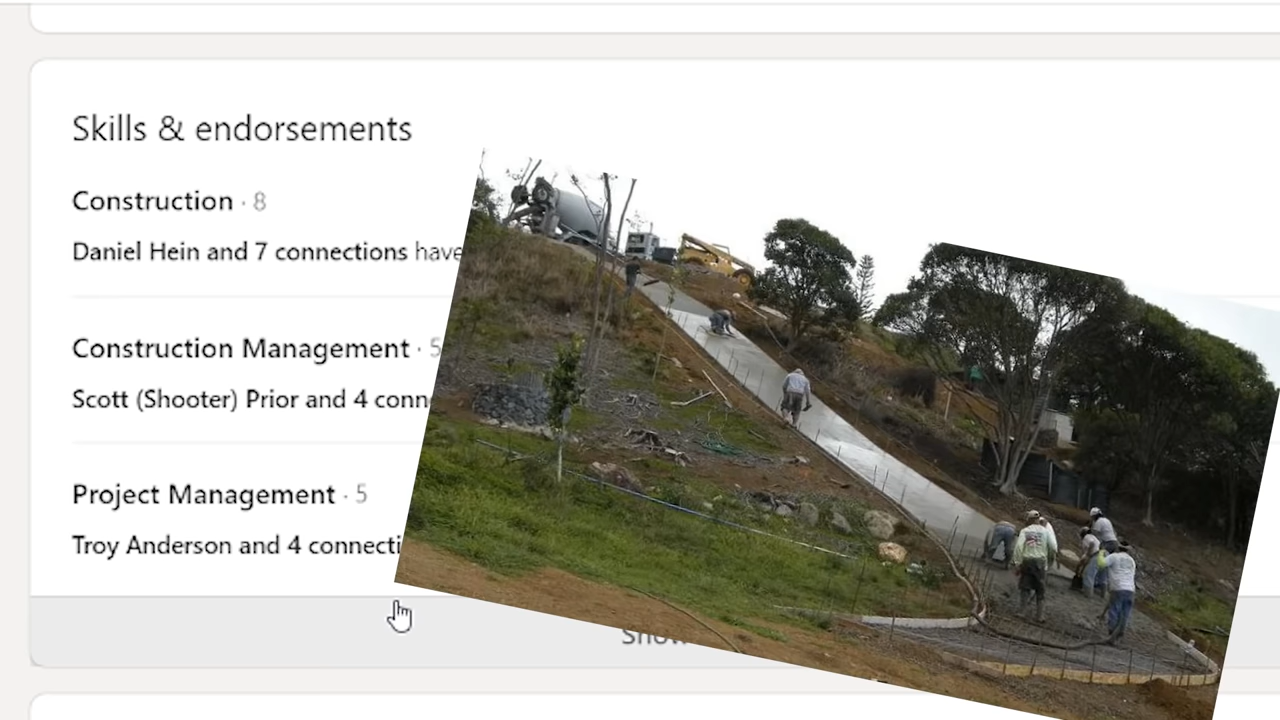 Skills & endorsements
Construction · 8
Daniel Hein and 7 connections have
Construction Management · 5
Scott (Shooter) Prior and 4 conn
Project Management · 5
Troy Anderson and 4 connecti
Show